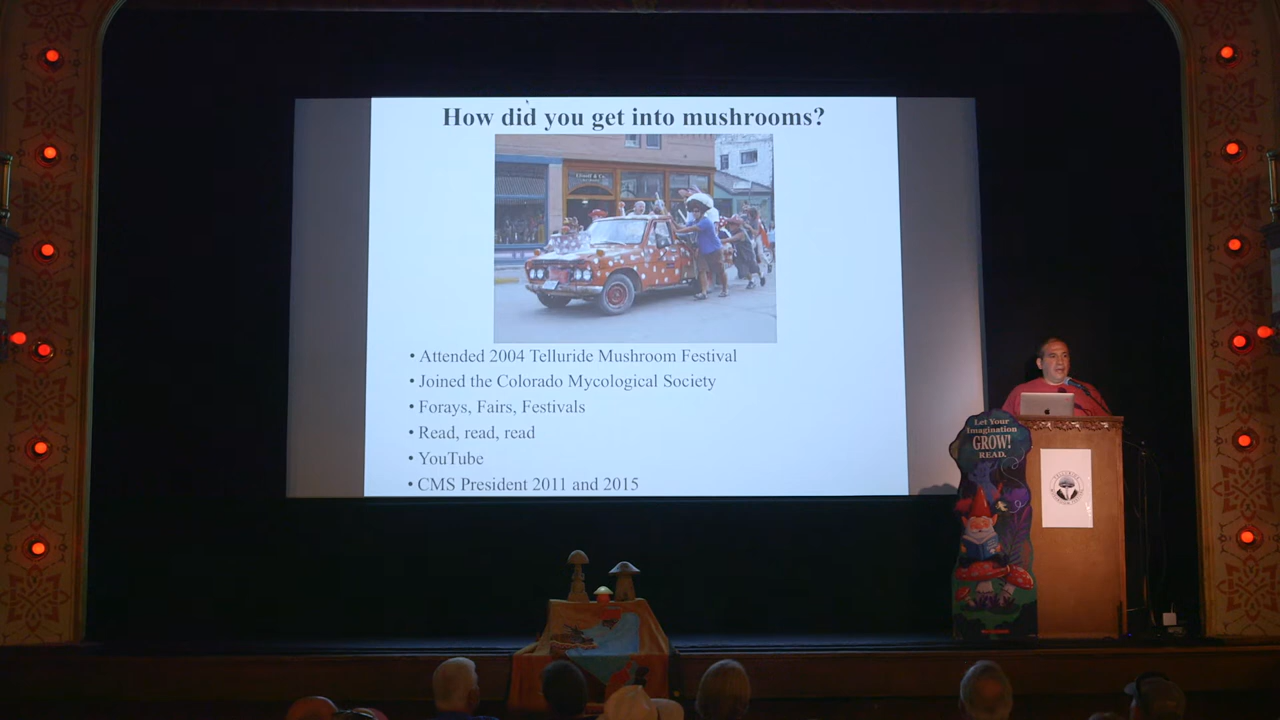 How did you get into mushrooms?
• Attended 2004 Telluride Mushroom Festival
• Joined the Colorado Mycological Society
• Forays, Fairs, Festivals
• Read, read, read
• YouTube
• CMS President 2011 and 2015
Let Your
Imagination
GROW!
READ.